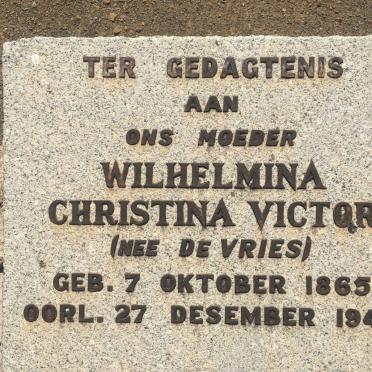 TER GEDAGTENIS
AAN
ONS MOEDER
WILHELMINA
CHRISTINA VICTOR
(NEE DE VRIES)
GEB. 7 OKTOBER 1865
OORL. 27 DESEMBER